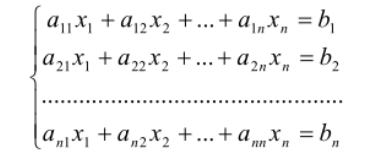 a₁₁x₁ + a₁₂x₂ + ... + a₁ₙxₙ = b₁
a₂₁x₁ + a₂₂x₂ + ... + a₂ₙxₙ = b₂
................................................
aₙ₁x₁ + aₙ₂x₂ + ... + aₙₙxₙ = bₙ